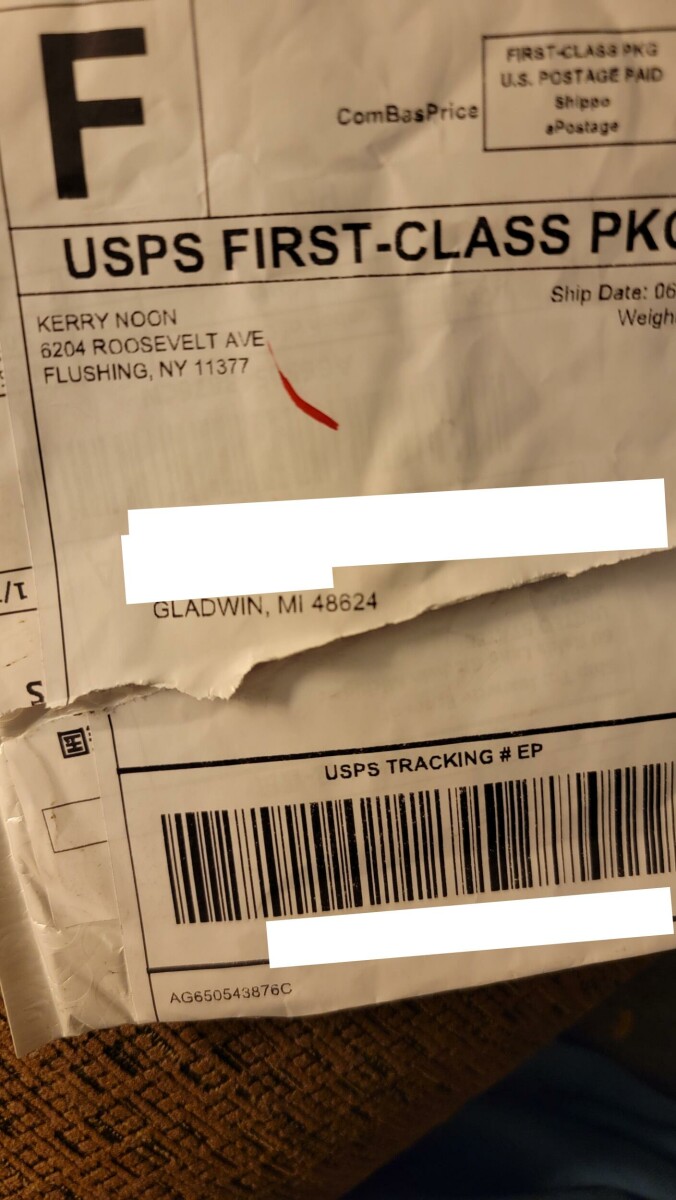 F
FIRST-CLASS PKG
U.S. POSTAGE PAID
Shippo
ePostage
ComBasPrice
USPS FIRST-CLASS PKG
Ship Date: 06
Weigh
KERRY NOON
6204 ROOSEVELT AVE
FLUSHING, NY 11377
GLADWIN, MI 48624
USPS TRACKING # EP
AG650543876C